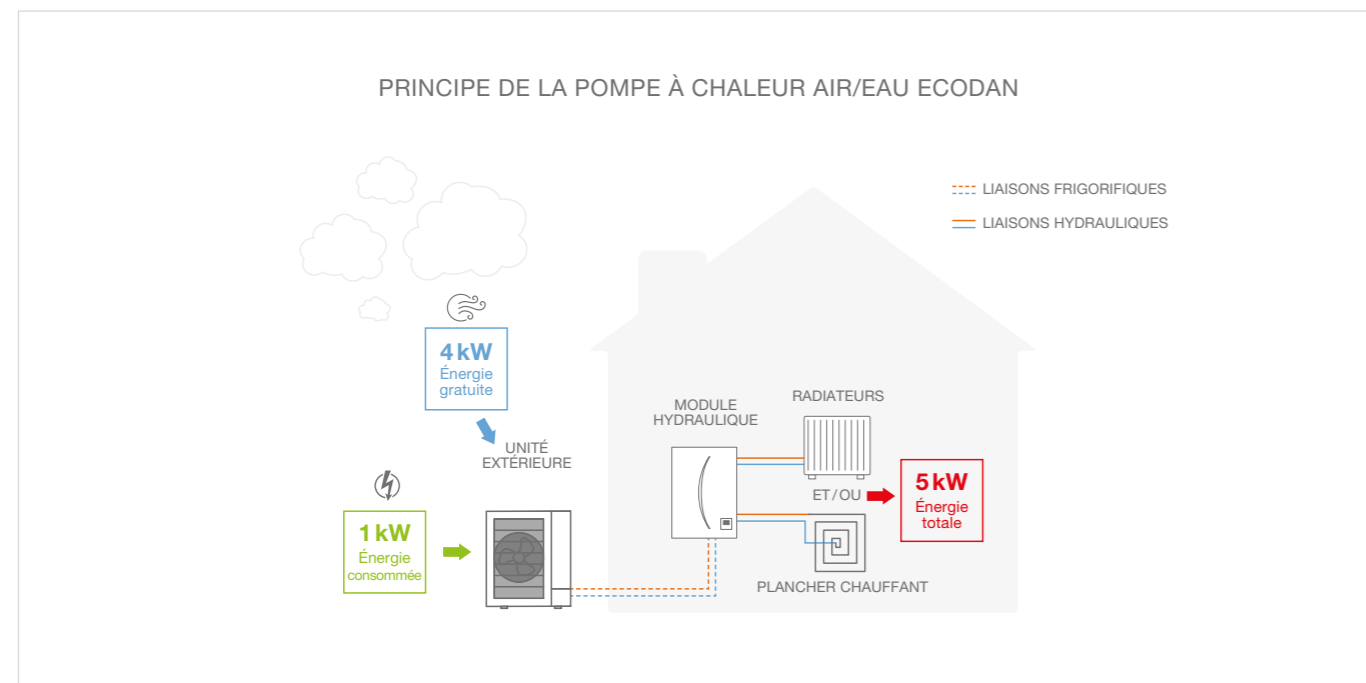 PRINCIPE DE LA POMPE À CHALEUR AIR/EAU ECODAN
LIAISONS FRIGORIFIQUES
LIAISONS HYDRAULIQUES
4 kW
Énergie
gratuite
UNITÉ
EXTÉRIEURE
1 kW
Énergie
consommée
MODULE
HYDRAULIQUE
RADIATEURS
ET / OU
5 kW
Énergie
totale
PLANCHER CHAUFFANT